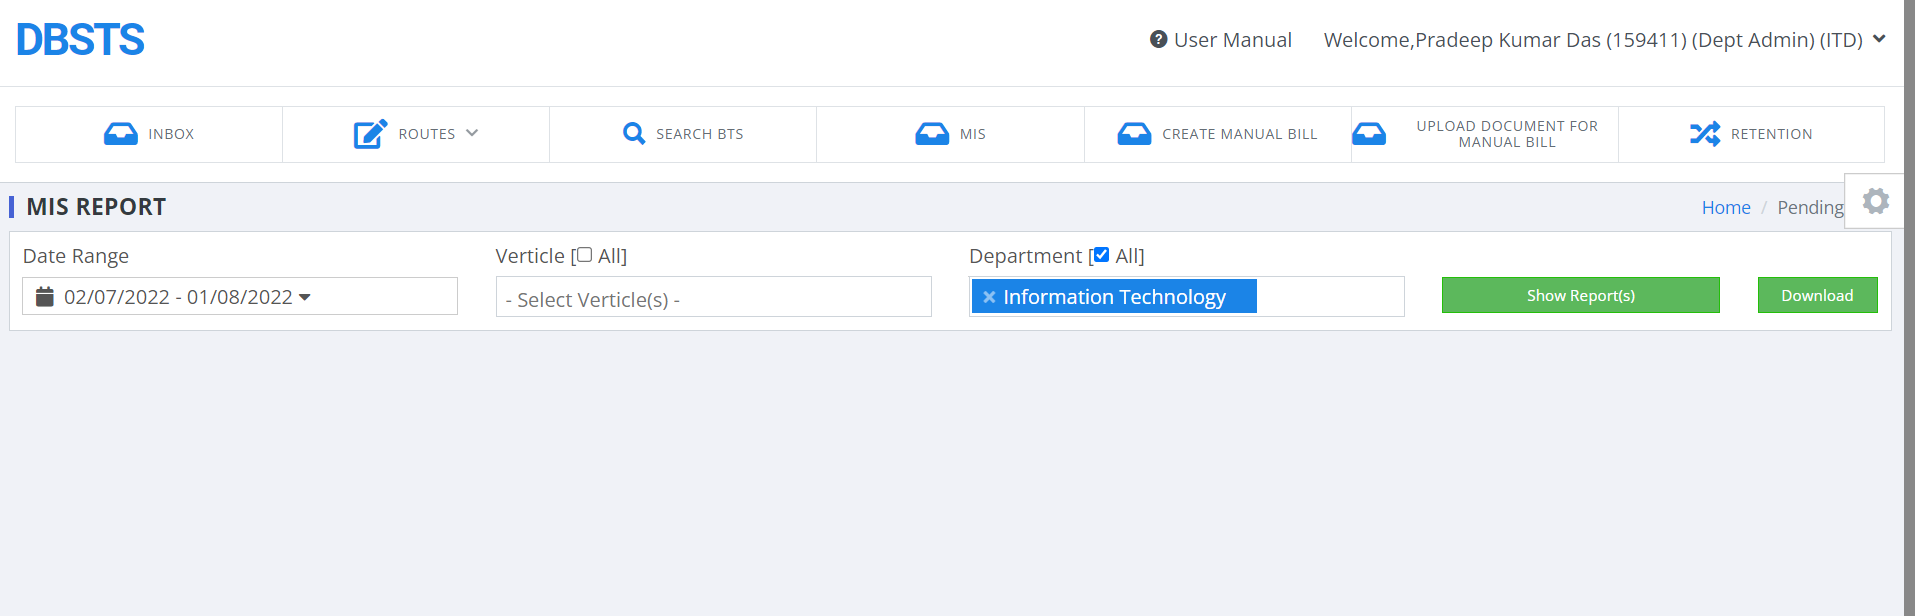 DBSTS
User Manual
Welcome,Pradeep Kumar Das (159411) (Dept Admin) (ITD)
INBOX
ROUTES
SEARCH BTS
MIS
CREATE MANUAL BILL
UPLOAD DOCUMENT FOR
MANUAL BILL
RETENTION
MIS REPORT
Home / Pending
Date Range
Verticle [ All]
Department [ All]
02/07/2022 - 01/08/2022
- Select Verticle(s) -
× Information Technology
Show Report(s)
Download